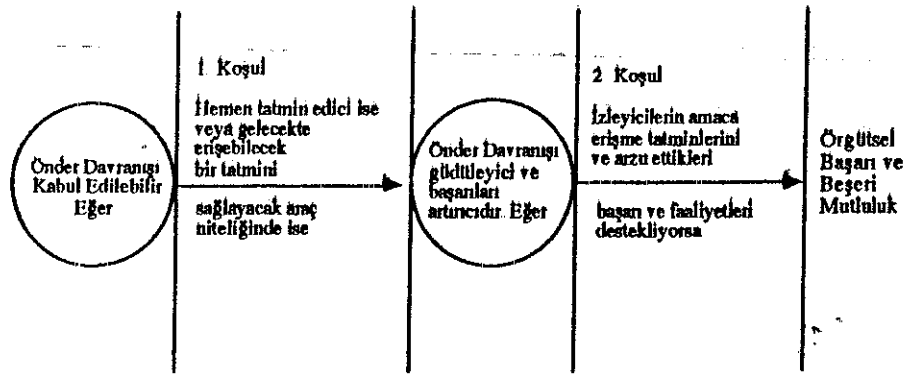 Önder Davranışı
Kabul Edilebilir
Eğer
1. Koşul
Hemen tatmin edici ise
veya gelecekte
erişebilecek
bir tatmini
sağlayacak araç
niteliğinde ise
Önder Davranışı
güdüleyici ve
başarıları
artırıcıdır. Eğer
2 Koşul
İzleyicilerin amaca
erişme tatminlerini
ve arzu ettikleri
başarı ve faaliyetleri
destekliyorsa
Örgütsel
Başarı ve
Beşeri
Mutluluk